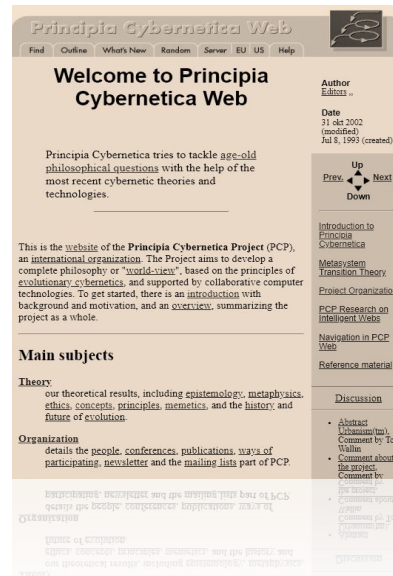 Principia Cybernetica Web
Find Outline What's New Random Server EU US Help
Welcome to Principia
Cybernetica Web
Principia Cybernetica tries to tackle age-old
philosophical questions with the help of the
most recent cybernetic theories and
technologies.
This is the website of the Principia Cybernetica Project (PCP),
an international organization. The Project aims to develop a
complete philosophy or "world-view", based on the principles of
evolutionary cybernetics, and supported by collaborative computer
technologies. To get started, there is an introduction with
background and motivation, and an overview, summarizing the
project as a whole.
Main subjects
Theory
our theoretical results, including epistemology, metaphysics,
ethics, concepts, principles, memetics, and the history and
future of evolution.
Organization
details the people, conferences, publications, ways of
participating, newsletter and the mailing lists part of PCP.
Author
Editors ,,
Date
31 okt 2002
(modified)
Jul 8, 1993 (created)
Up
Prev. Next
Down
Introduction to
Principia
Cybernetica
Metasystem
Transition Theory
Project Organizatio
PCP Research on
Intelligent Webs
Navigation in PCP
Web
Reference material
Discussion
Abstract
Urbanism(tm),
Comment by To
Wallin
Comment about
the project,
Comment by